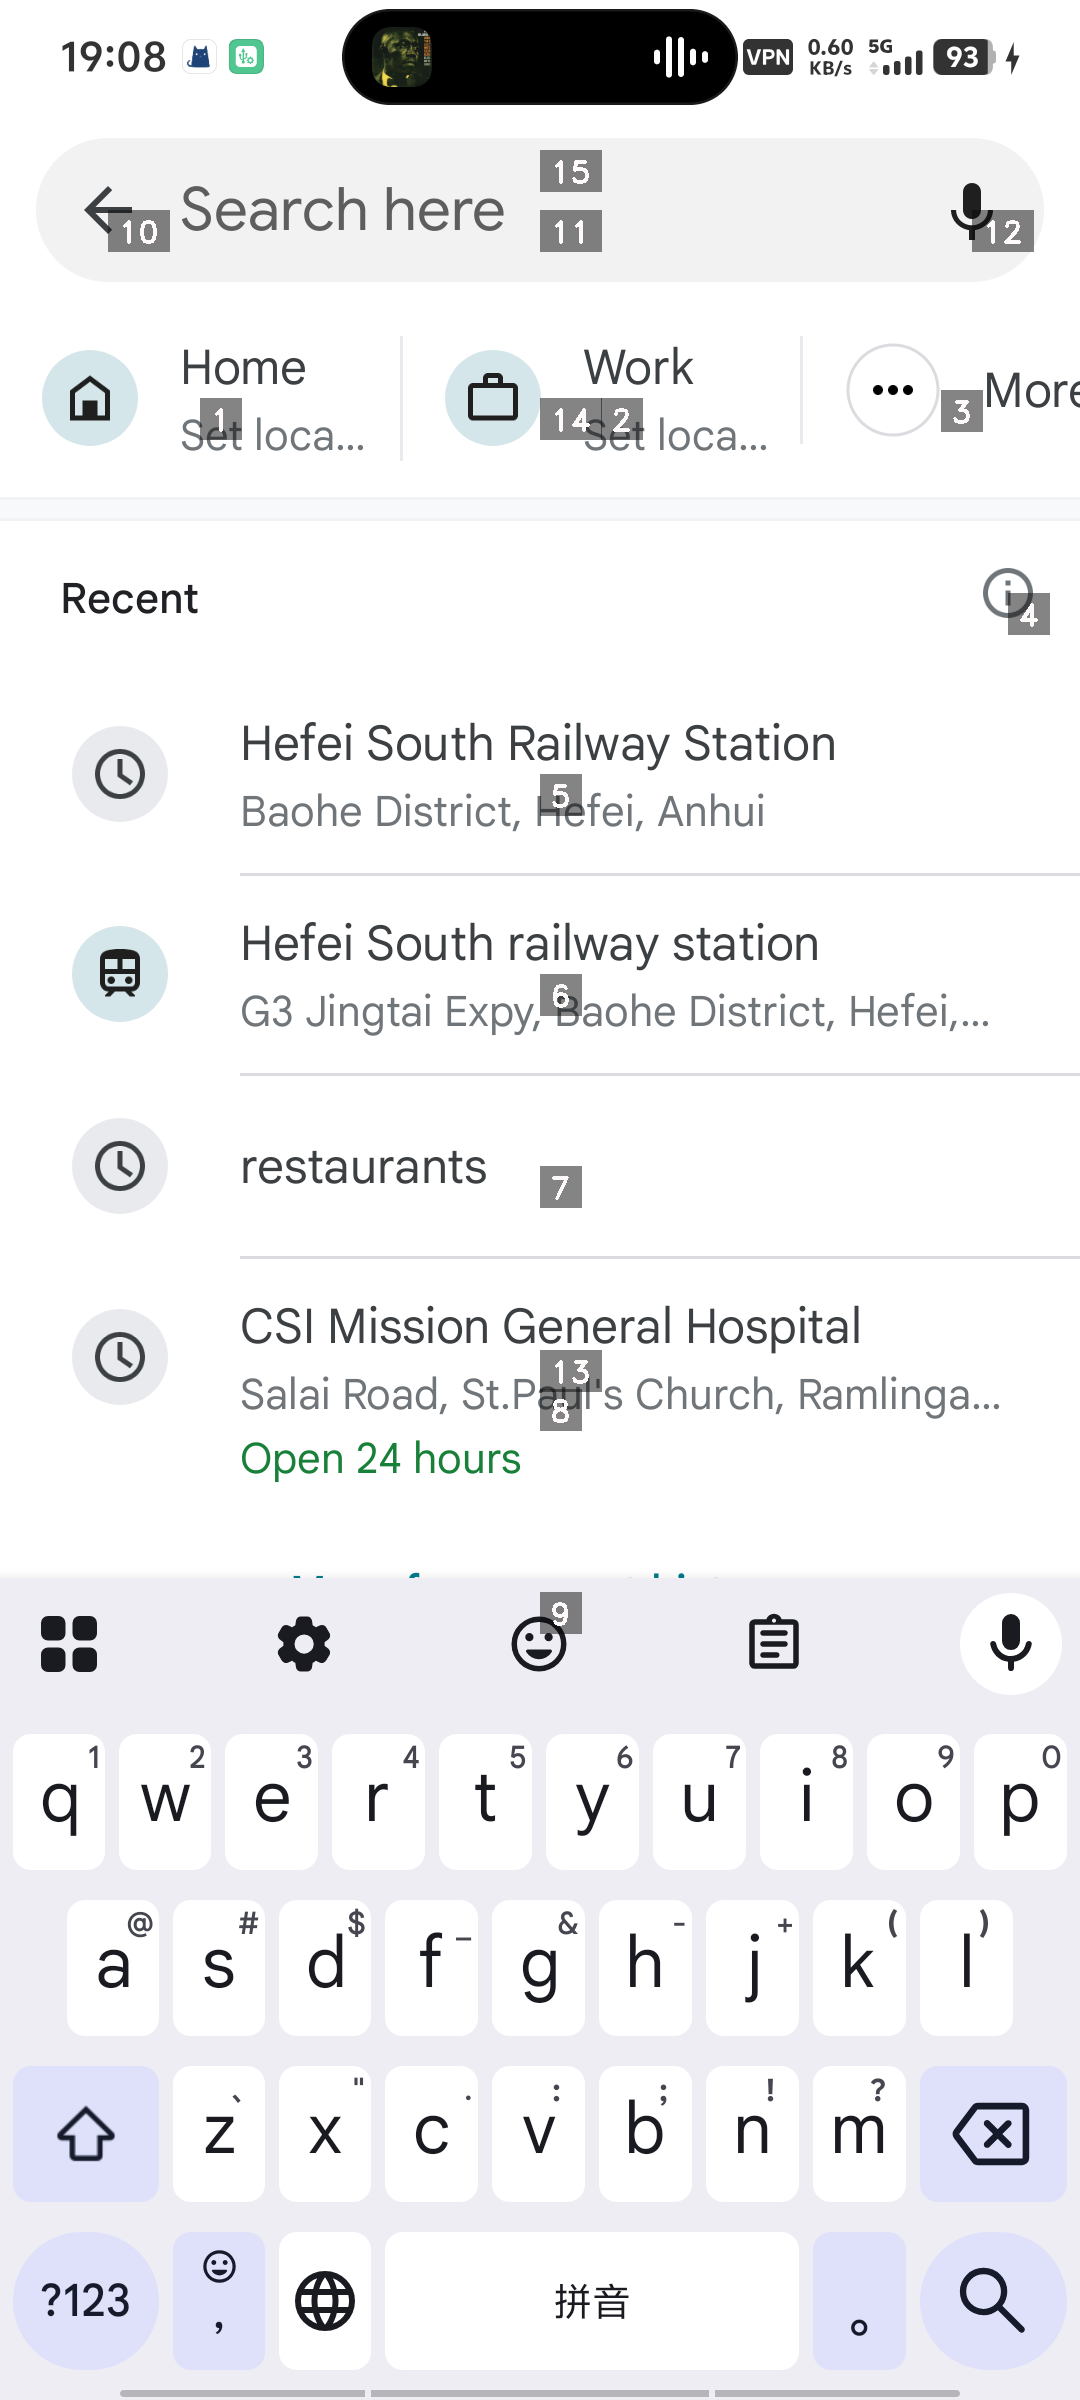 19:08
VPN
0.60 KB/s
5G
93
Search here
15
10
11
12
Home
Set loca...
1
Work
Set loca...
14
2
More
3
Recent
4
Hefei South Railway Station
Baohe District, Hefei, Anhui
5
Hefei South railway station
G3 Jingtai Expy, Baohe District, Hefei,...
6
restaurants
7
CSI Mission General Hospital
13
Salai Road, St.Paul's Church, Ramlinga...
8
Open 24 hours
9
q 1 w 2 e 3 r 4 t 5 y 6 u 7 i 8 o 9 p 0
a @ s # d $ f _ g & h - j + k ( l )
z 、 x " c . v : b ; n ! m ?
?123 , 拼音 。